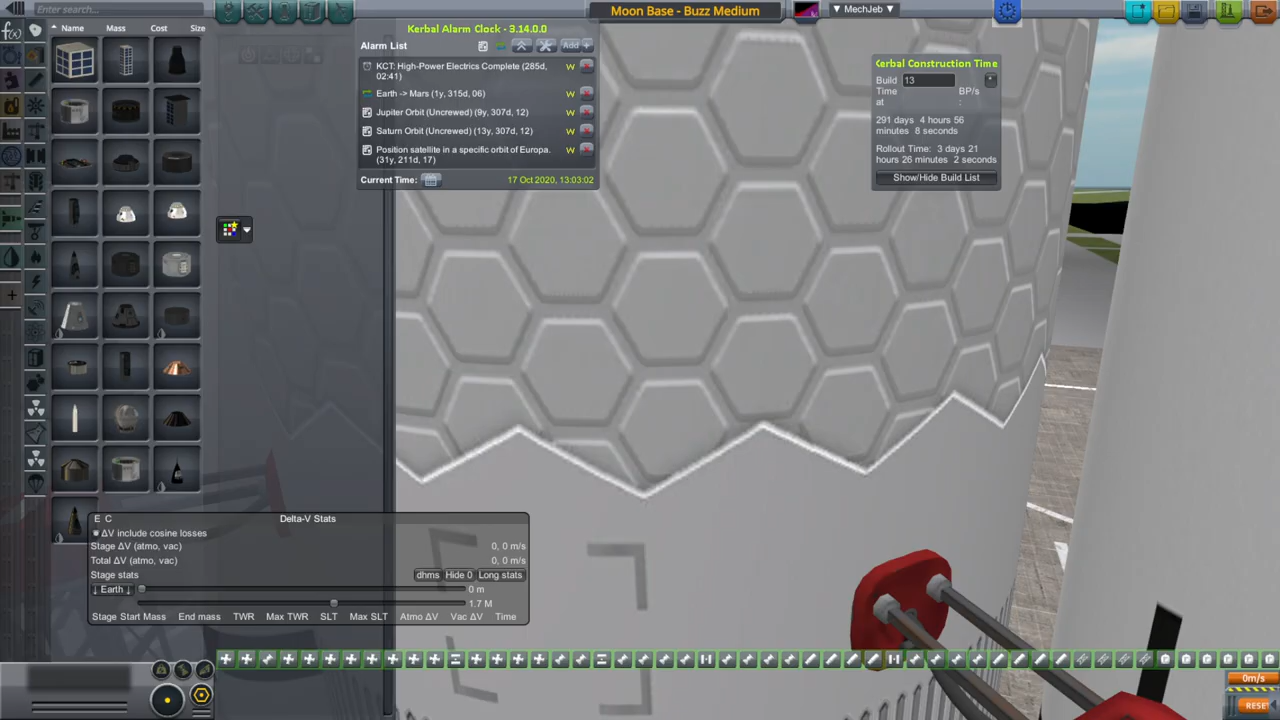 Enter search...
Moon Base - Buzz Medium
▼ MechJeb ▼
Name Mass Cost Size
Kerbal Alarm Clock - 3.14.0.0
Alarm List
Add +
KCT: High-Power Electrics Complete (285d, 02:41) W
Earth -> Mars (1y, 315d, 06) W
Jupiter Orbit (Uncrewed) (9y, 307d, 12) W
Saturn Orbit (Uncrewed) (13y, 307d, 12) W
Position satellite in a specific orbit of Europa. (31y, 211d, 17) W
Current Time: 17 Oct 2020, 13:03:02
Kerbal Construction Time
Build Time at 13 BP/s : *
291 days 4 hours 56 minutes 8 seconds
Rollout Time: 3 days 21 hours 26 minutes 2 seconds
Show/Hide Build List
E C Delta-V Stats
ΔV include cosine losses
Stage ΔV (atmo, vac) 0, 0 m/s
Total ΔV (atmo, vac) 0, 0 m/s
Stage stats dhms Hide 0 Long stats
↓ Earth ↓ 0 m
1.7 M
Stage Start Mass End mass TWR Max TWR SLT Max SLT Atmo ΔV Vac ΔV Time
0m/s
RESET